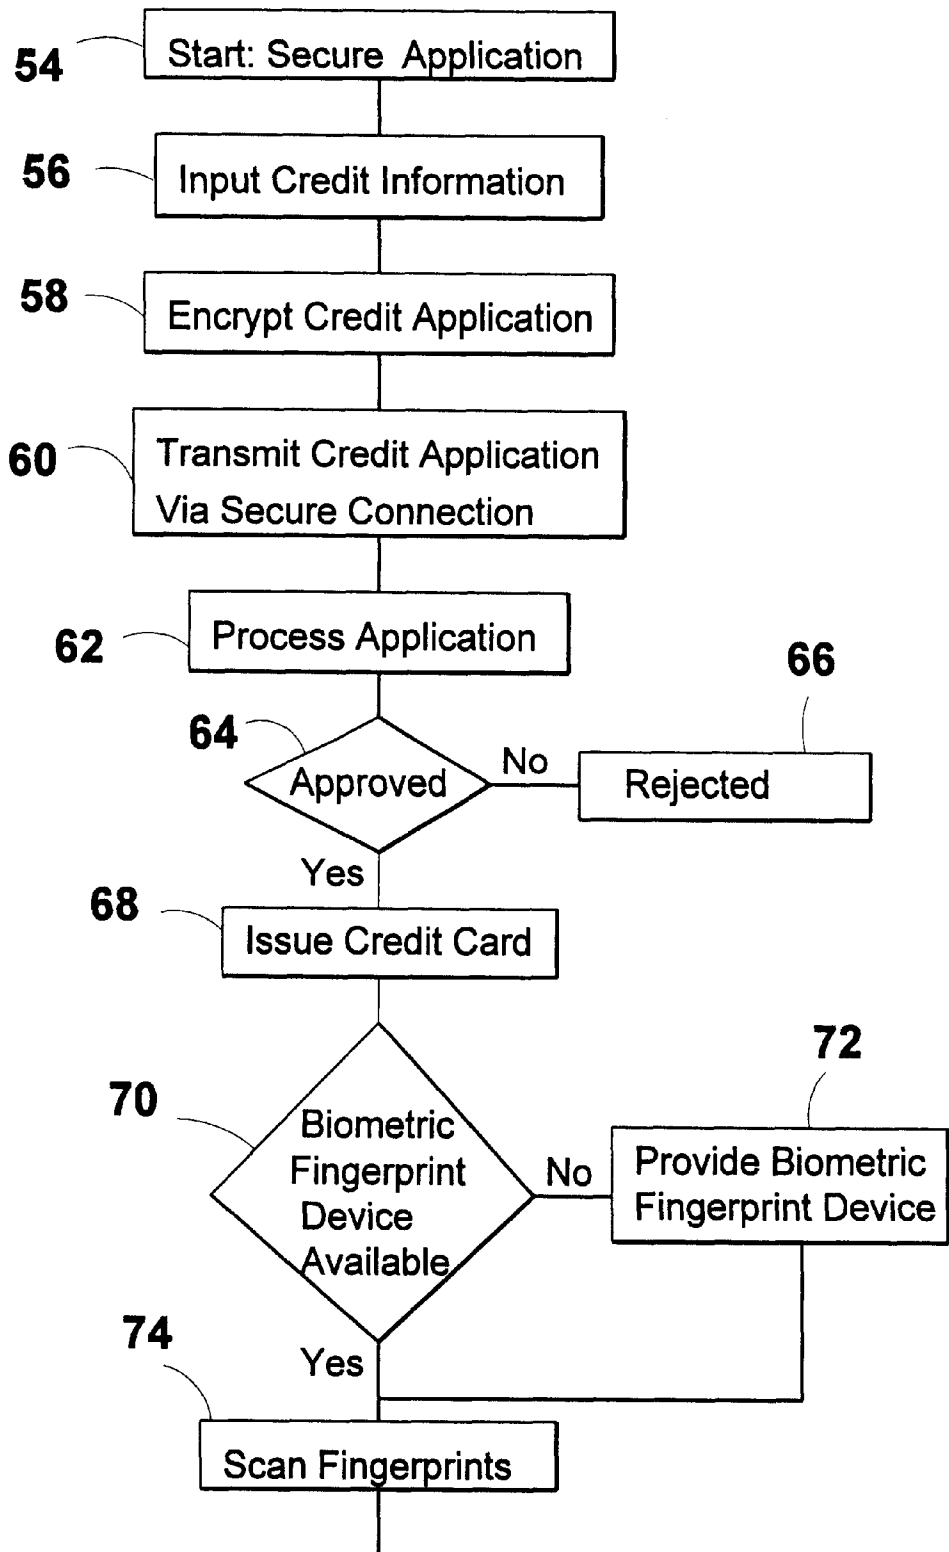 54
Start: Secure Application
56
Input Credit Information
58
Encrypt Credit Application
60
Transmit Credit Application
Via Secure Connection
62
Process Application
66
64
Approved
No
Rejected
Yes
68
Issue Credit Card
72
70
Biometric
Fingerprint
Device
Available
No
Provide Biometric
Fingerprint Device
74
Yes
Scan Fingerprints